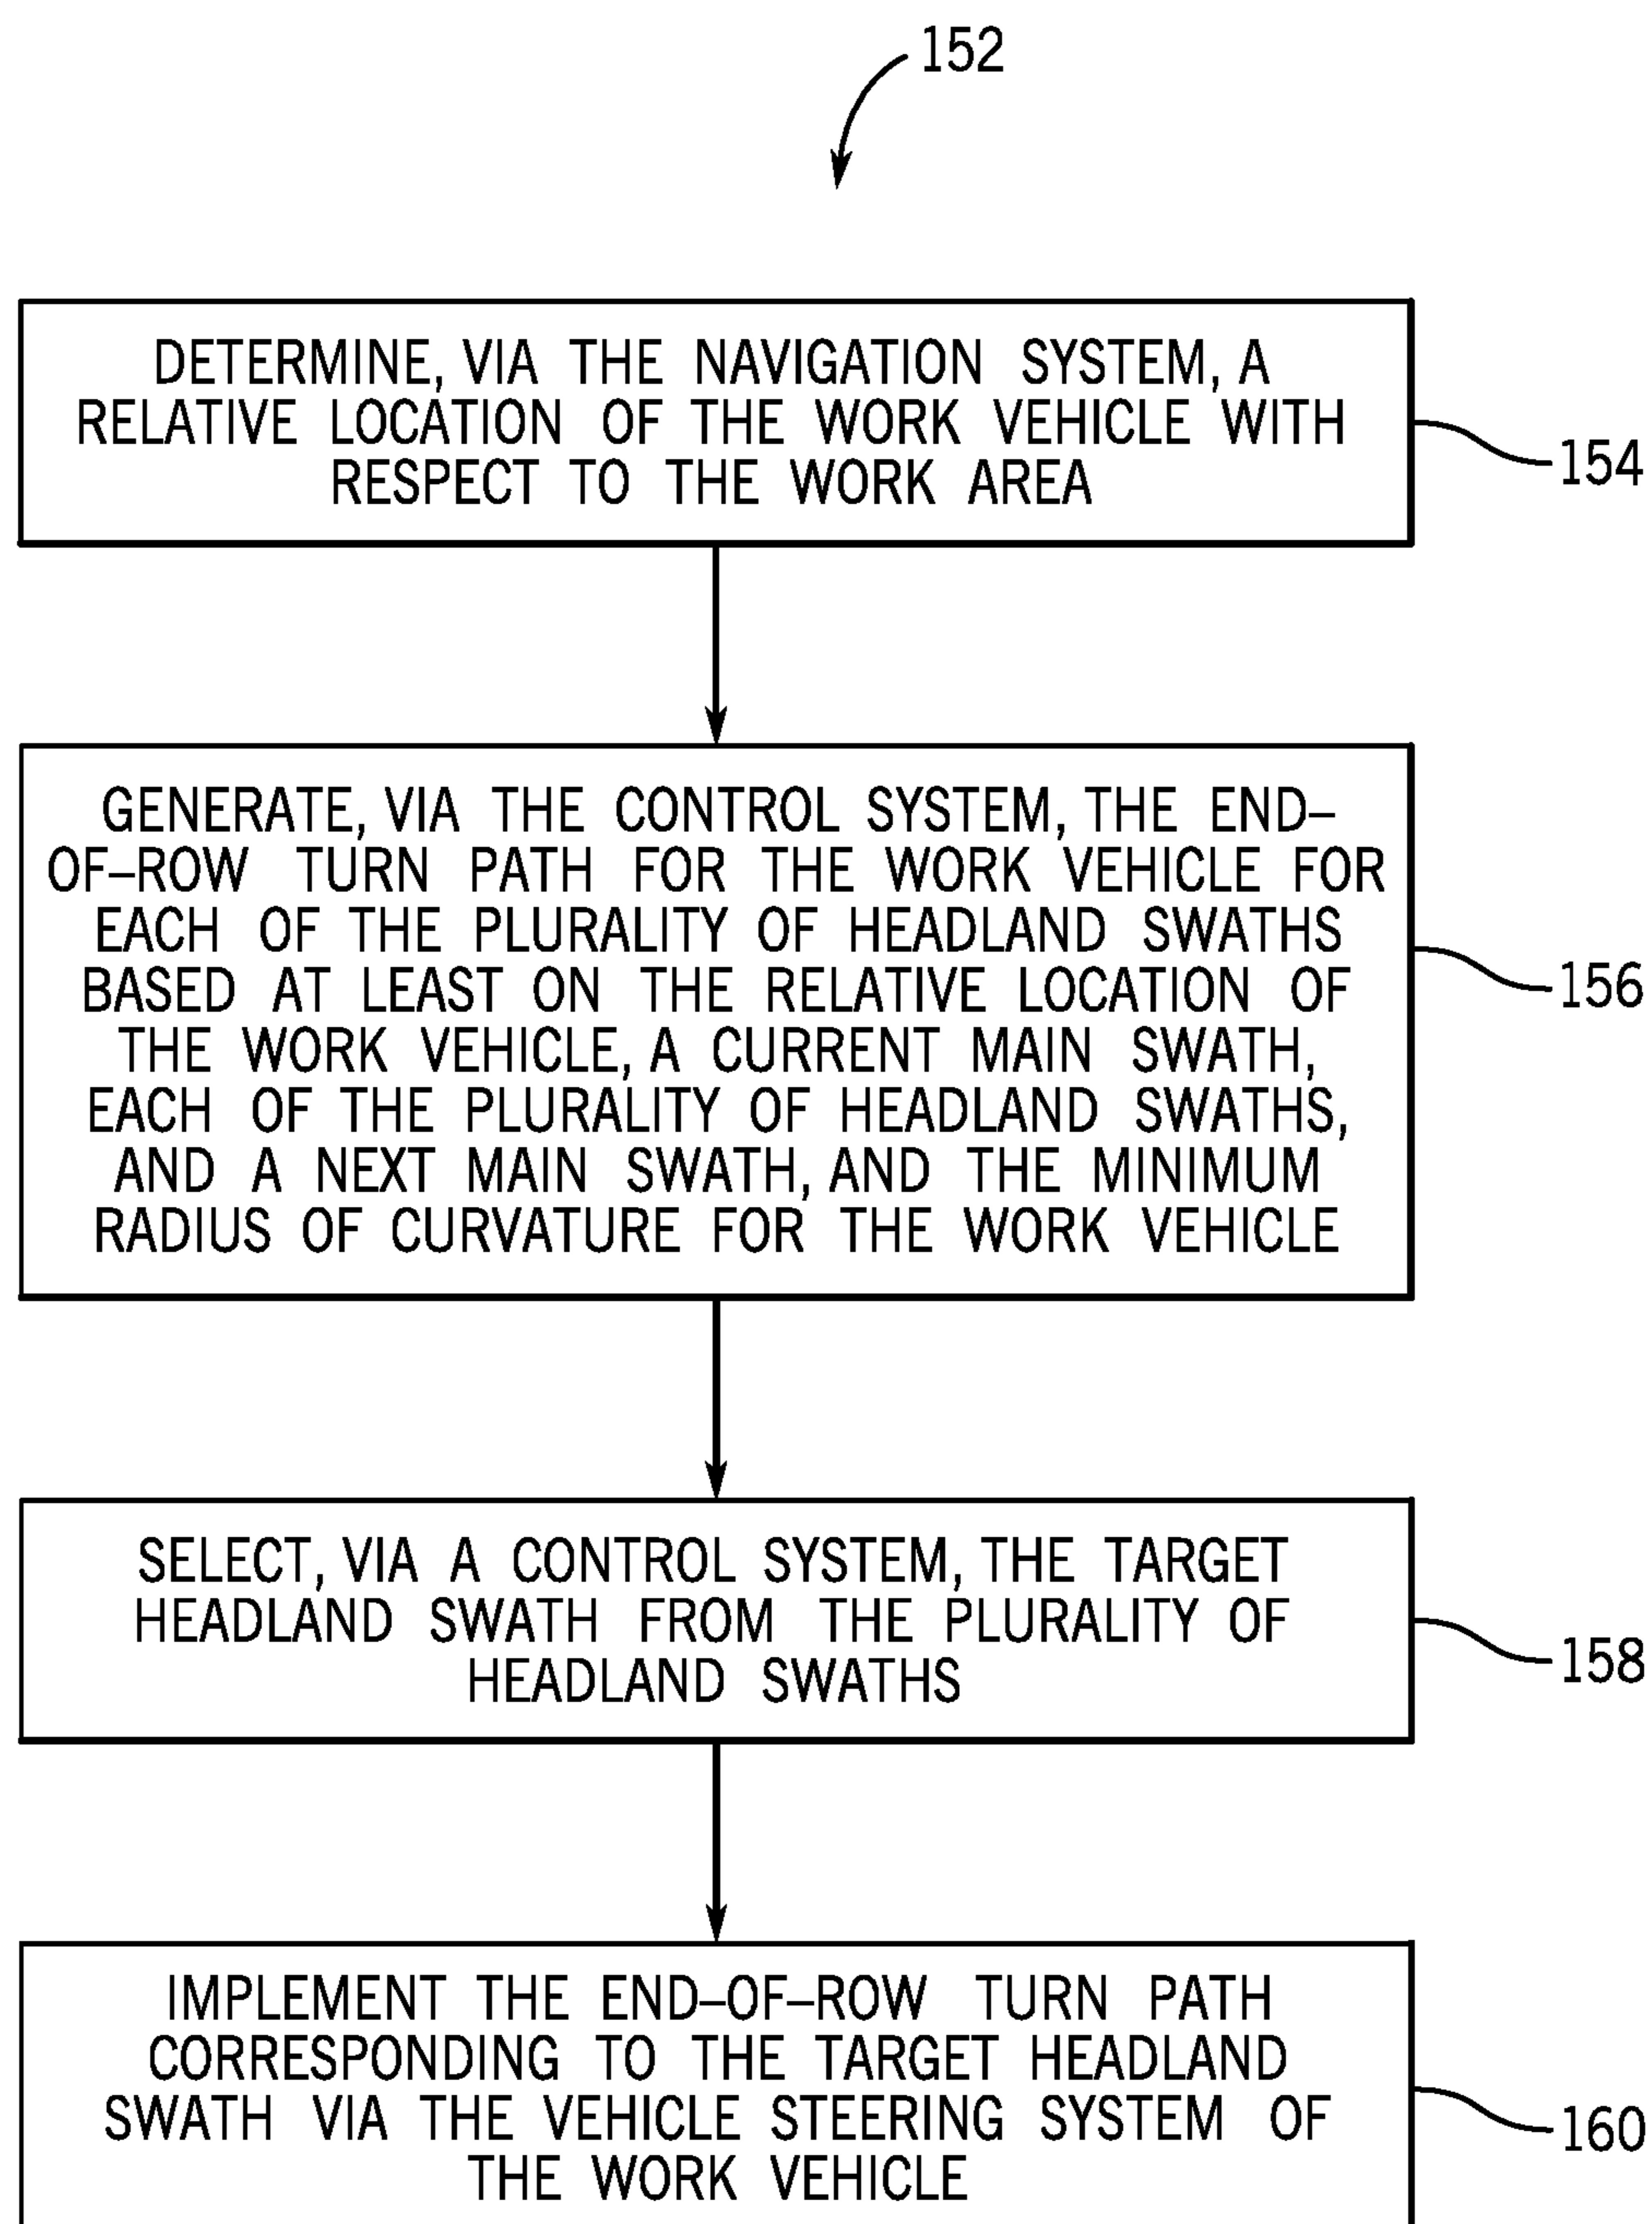 152
DETERMINE, VIA THE NAVIGATION SYSTEM, A
RELATIVE LOCATION OF THE WORK VEHICLE WITH
RESPECT TO THE WORK AREA
154
GENERATE, VIA THE CONTROL SYSTEM, THE END–
OF–ROW TURN PATH FOR THE WORK VEHICLE FOR
EACH OF THE PLURALITY OF HEADLAND SWATHS
BASED AT LEAST ON THE RELATIVE LOCATION OF
THE WORK VEHICLE, A CURRENT MAIN SWATH,
EACH OF THE PLURALITY OF HEADLAND SWATHS,
AND A NEXT MAIN SWATH, AND THE MINIMUM
RADIUS OF CURVATURE FOR THE WORK VEHICLE
156
SELECT, VIA A CONTROL SYSTEM, THE TARGET
HEADLAND SWATH FROM THE PLURALITY OF
HEADLAND SWATHS
158
IMPLEMENT THE END–OF–ROW TURN PATH
CORRESPONDING TO THE TARGET HEADLAND
SWATH VIA THE VEHICLE STEERING SYSTEM OF
THE WORK VEHICLE
160